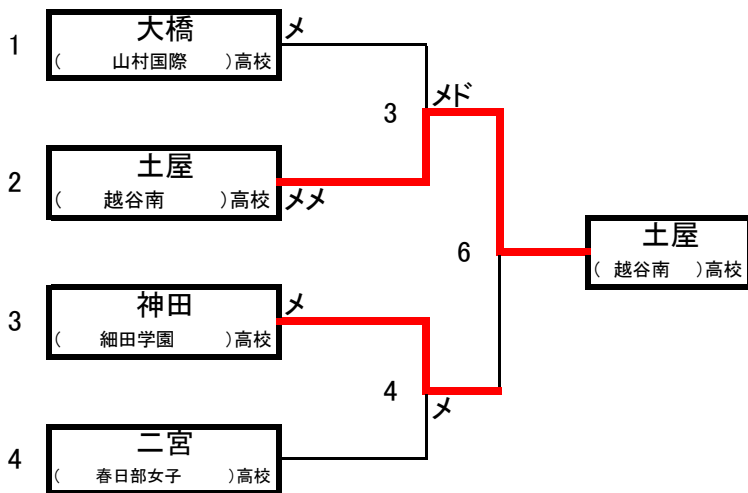 1
大橋
メ
(山村国際)高校
3
メド
2
土屋
(越谷南)高校
メメ
6
土屋
(越谷南)高校
3
神田
メ
(細田学園)高校
4
メ
4
二宮
(春日部女子)高校